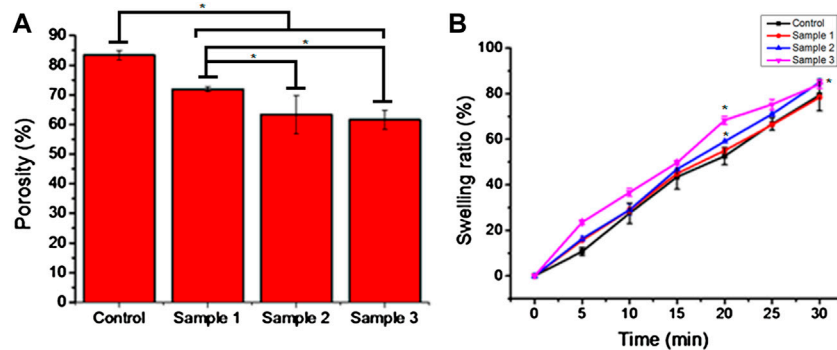 A
*
*
*
Porosity (%)
90
80
70
60
50
40
30
20
10
0
Control Sample 1 Sample 2 Sample 3
B
Control
Sample 1
Sample 2
Sample 3
*
*
*
Swelling ratio (%)
100
80
60
40
20
0
0 5 10 15 20 25 30
Time (min)